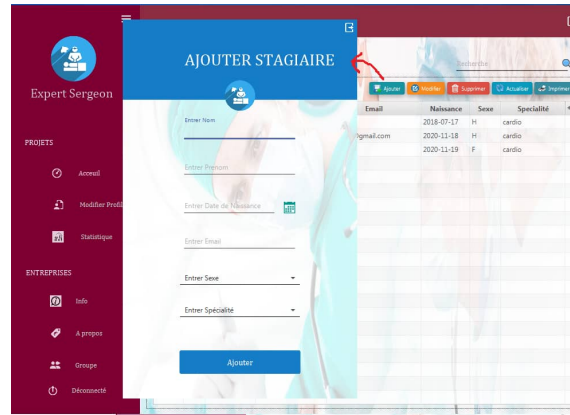 AJOUTER STAGIAIRE
Expert Sergeon
PROJETS
Acceuil
Modifier Profil
Statistique
ENTREPRISES
Info
A propos
Groupe
Déconnecté
Entrer Nom
Entrer Prenom
Entrer Date de Naissance
Entrer Email
Entrer Sexe
Entrer Spécialité
Ajouter
Recherche
Ajouter Modifier Supprimer Actualiser Imprimer
Email Naissance Sexe Specialité
2018-07-17 H cardio
@gmail.com 2020-11-18 H cardio
2020-11-19 F cardio